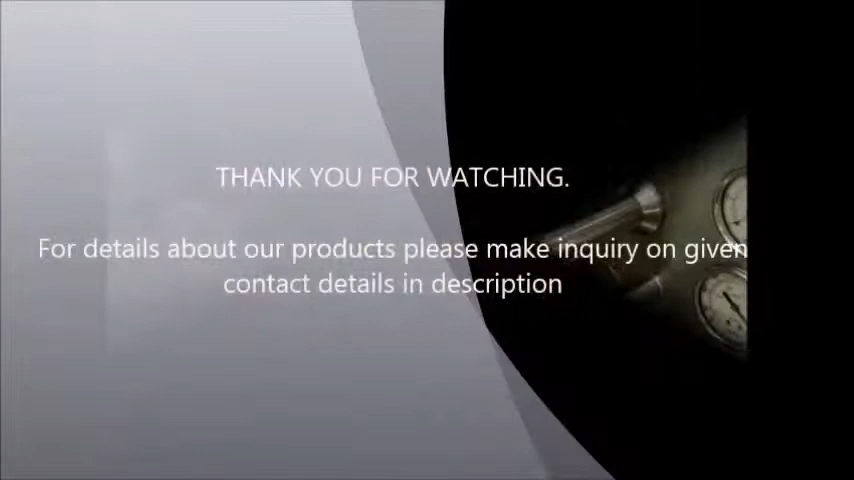 THANK YOU FOR WATCHING.
For details about our products please make inquiry on given
contact details in description